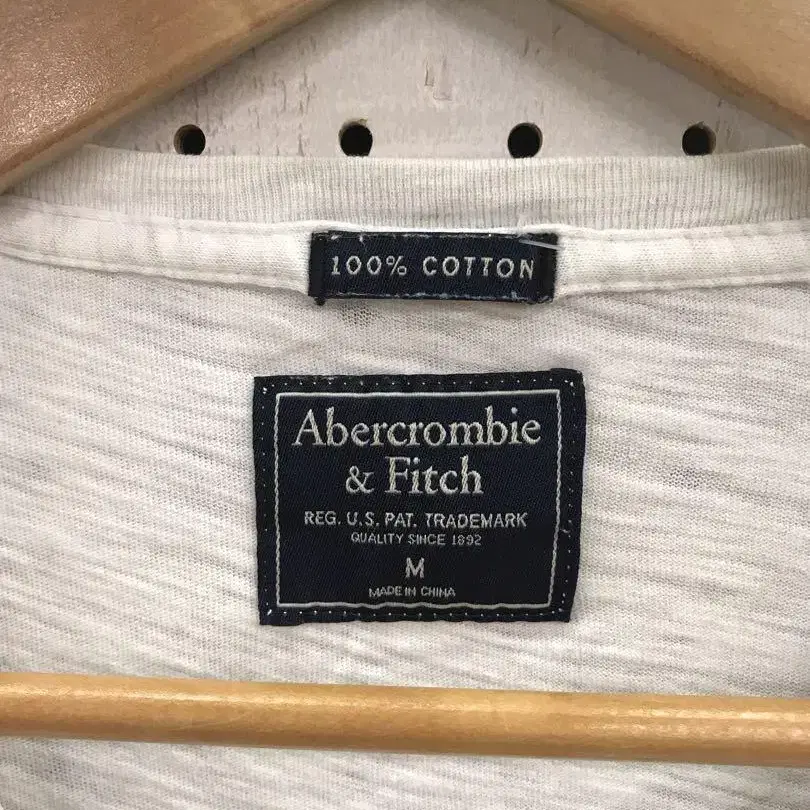 100% COTTON
Abercrombie
& Fitch
REG. U.S. PAT. TRADEMARK
QUALITY SINCE 1892
M
MADE IN CHINA